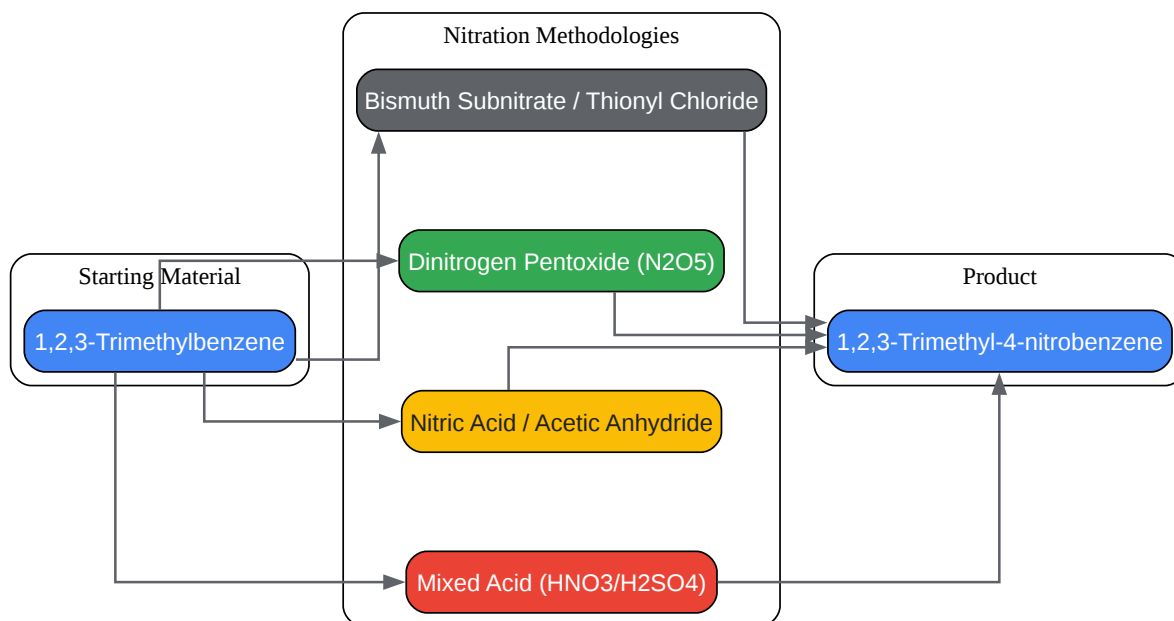 Nitration Methodologies
Bismuth Subnitrate / Thionyl Chloride
Dinitrogen Pentoxide (N2O5)
Starting Material
Product
1,2,3-Trimethylbenzene
1,2,3-Trimethyl-4-nitrobenzene
Nitric Acid / Acetic Anhydride
Mixed Acid (HNO3/H2SO4)